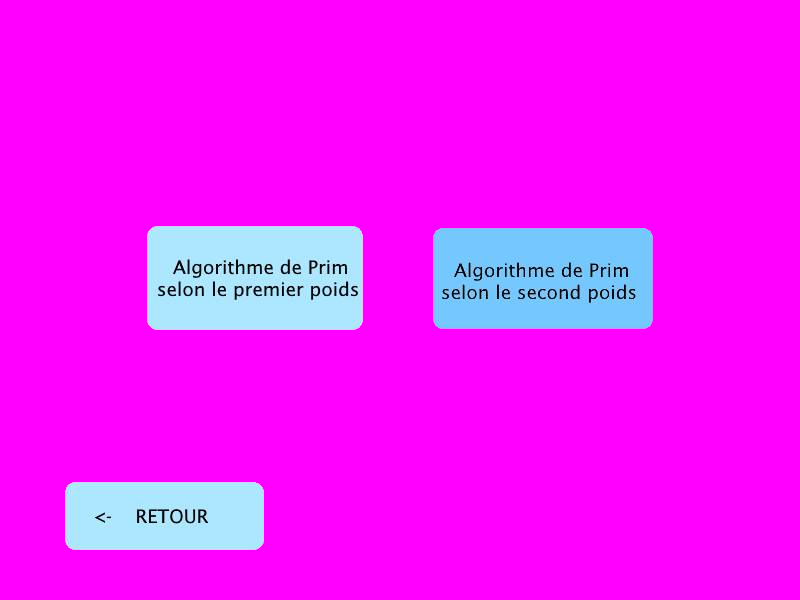 Algorithme de Prim
selon le premier poids
Algorithme de Prim
selon le second poids
<- RETOUR